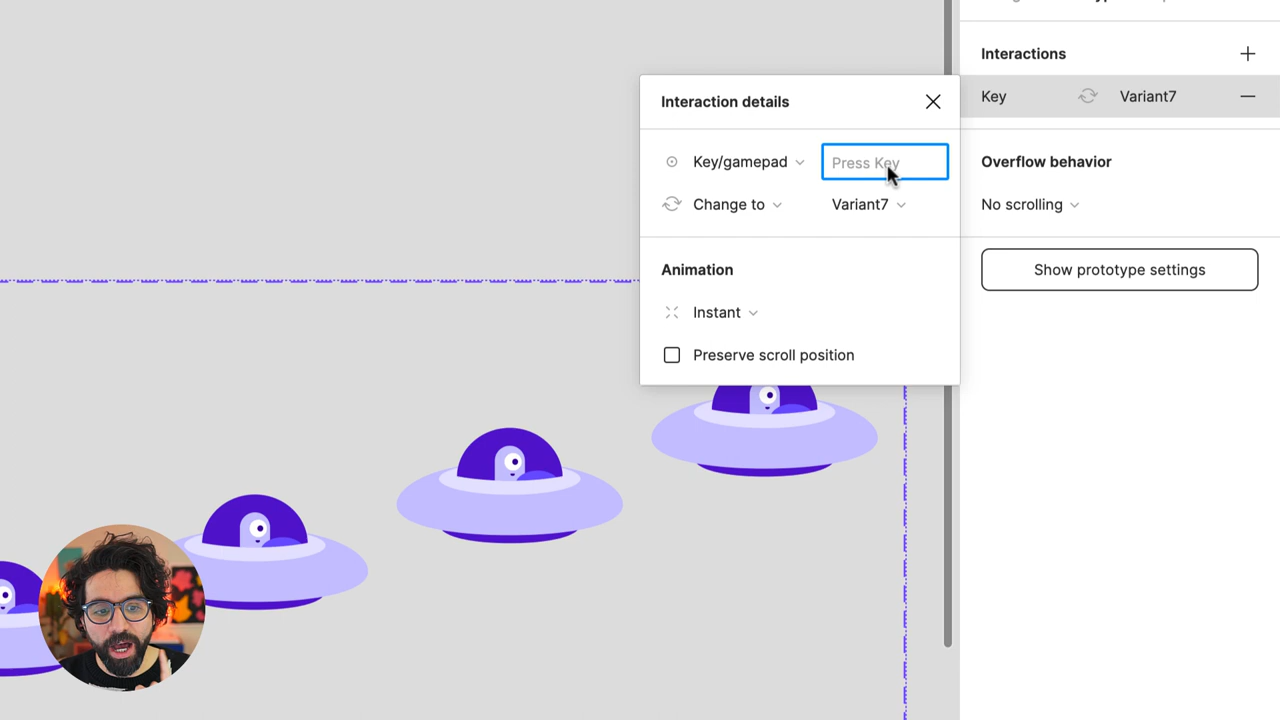 Interactions
Key Variant7
Interaction details
Key/gamepad Press Key
Change to Variant7
Animation
Instant
Preserve scroll position
Overflow behavior
No scrolling
Show prototype settings